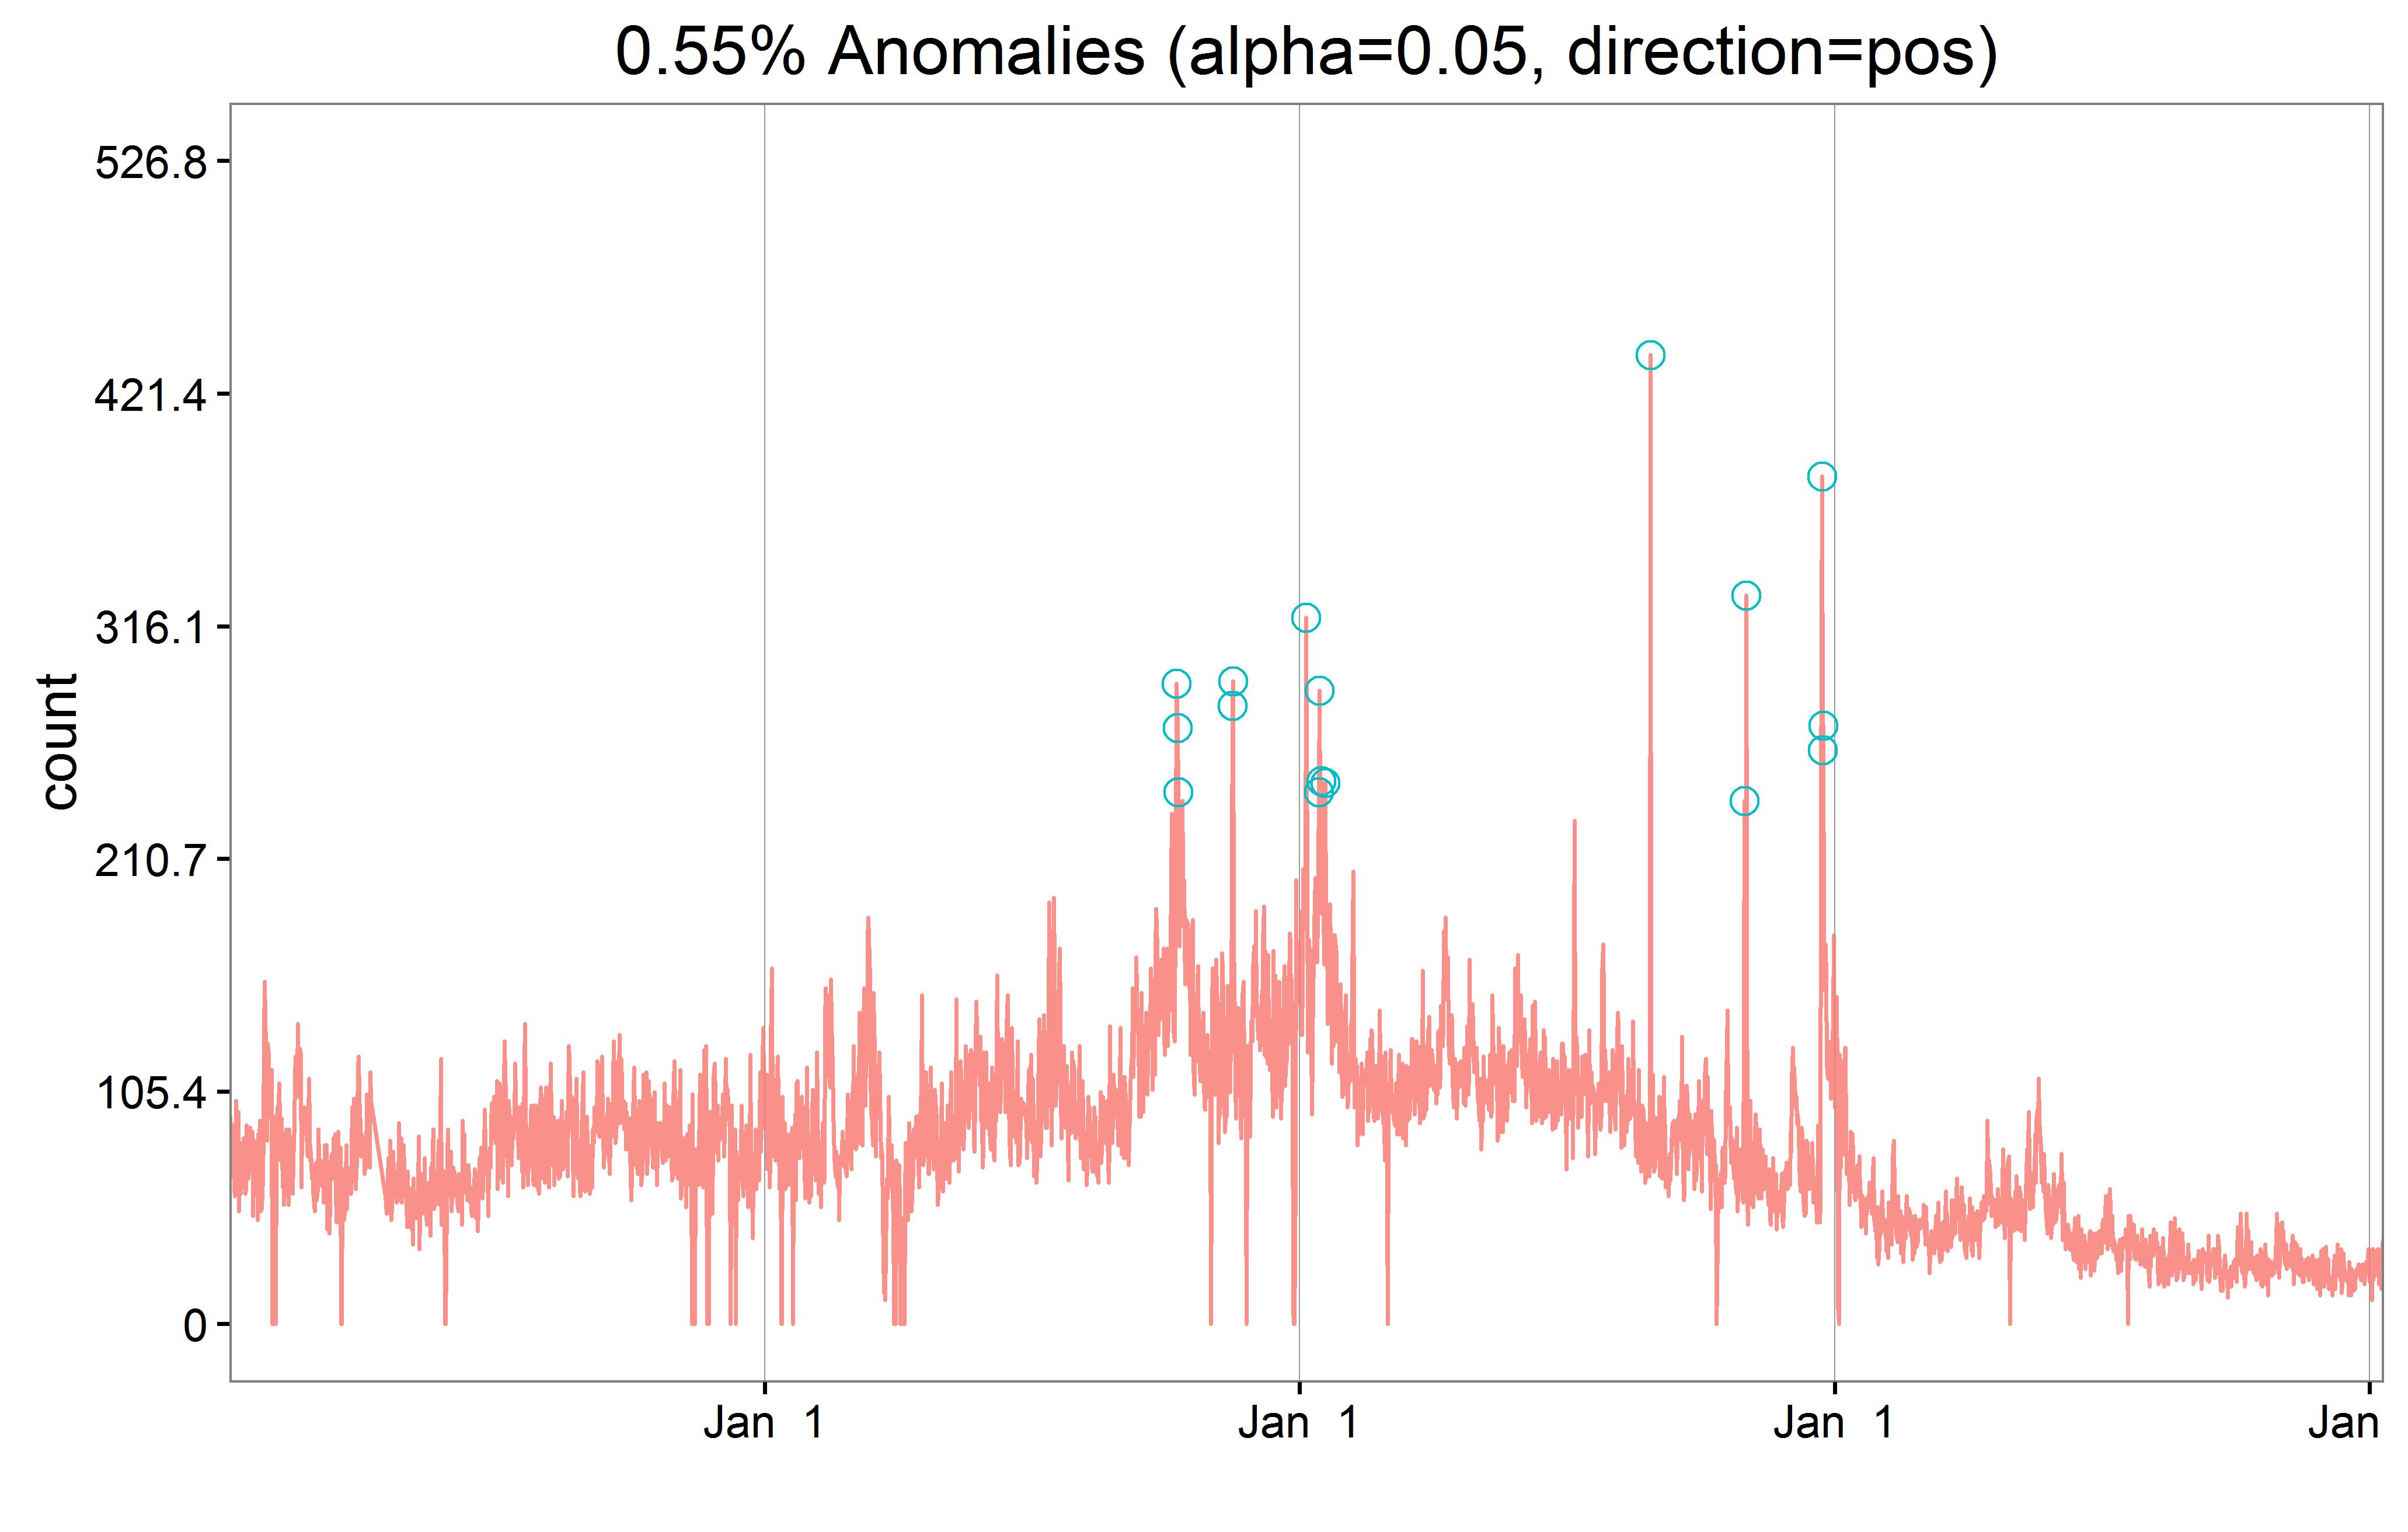 0.55% Anomalies (alpha=0.05, direction=pos)
526.8
421.4
316.1
210.7
105.4
0
count
Jan 1
Jan 1
Jan 1
Jan